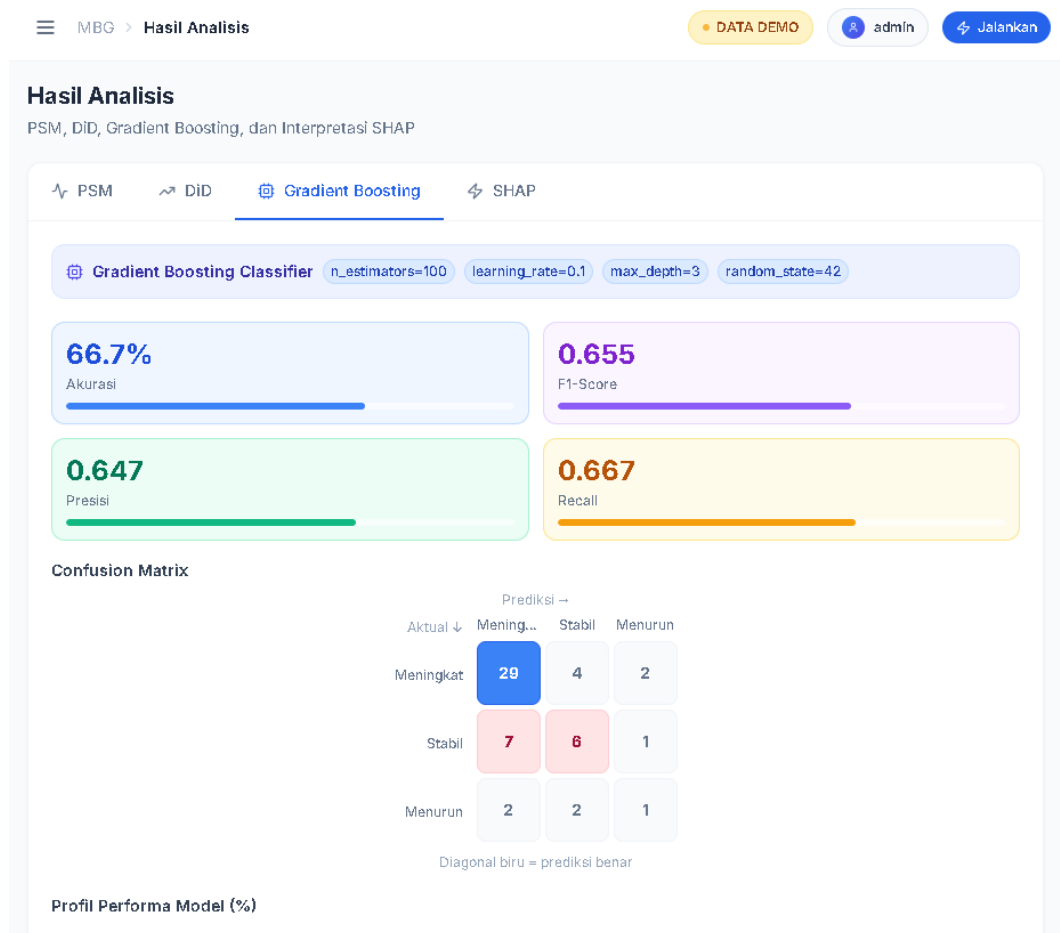 MBG > Hasil Analisis
DATA DEMO
admin
Jalankan
Hasil Analisis
PSM, DiD, Gradient Boosting, dan Interpretasi SHAP
PSM DiD Gradient Boosting SHAP
Gradient Boosting Classifier n_estimators=100 learning_rate=0.1 max_depth=3 random_state=42
66.7%
Akurasi
0.655
F1-Score
0.647
Presisi
0.667
Recall
Confusion Matrix
Prediksi →
Aktual ↓ Mening... Stabil Menurun
Meningkat 29 4 2
Stabil 7 6 1
Menurun 2 2 1
Diagonal biru = prediksi benar
Profil Performa Model (%)